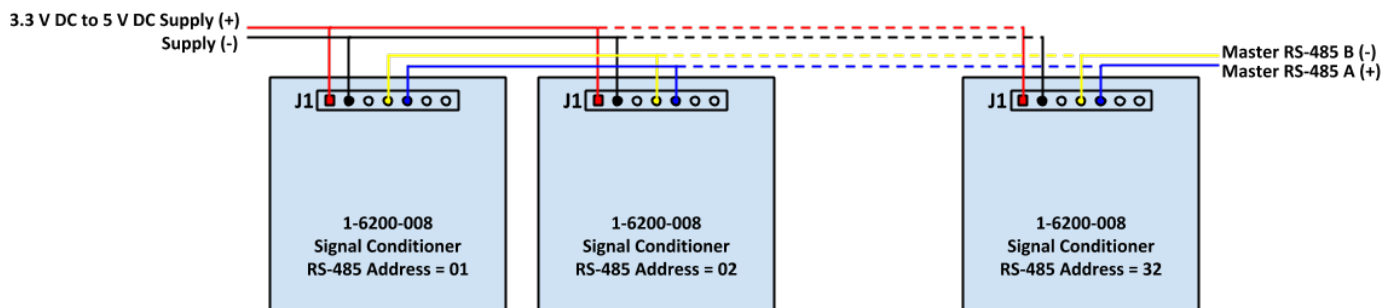 3.3 V DC to 5 V DC Supply (+)
Supply (-)
Master RS-485 B (-)
Master RS-485 A (+)
J1
J1
J1
1-6200-008
Signal Conditioner
RS-485 Address = 01
1-6200-008
Signal Conditioner
RS-485 Address = 02
1-6200-008
Signal Conditioner
RS-485 Address = 32